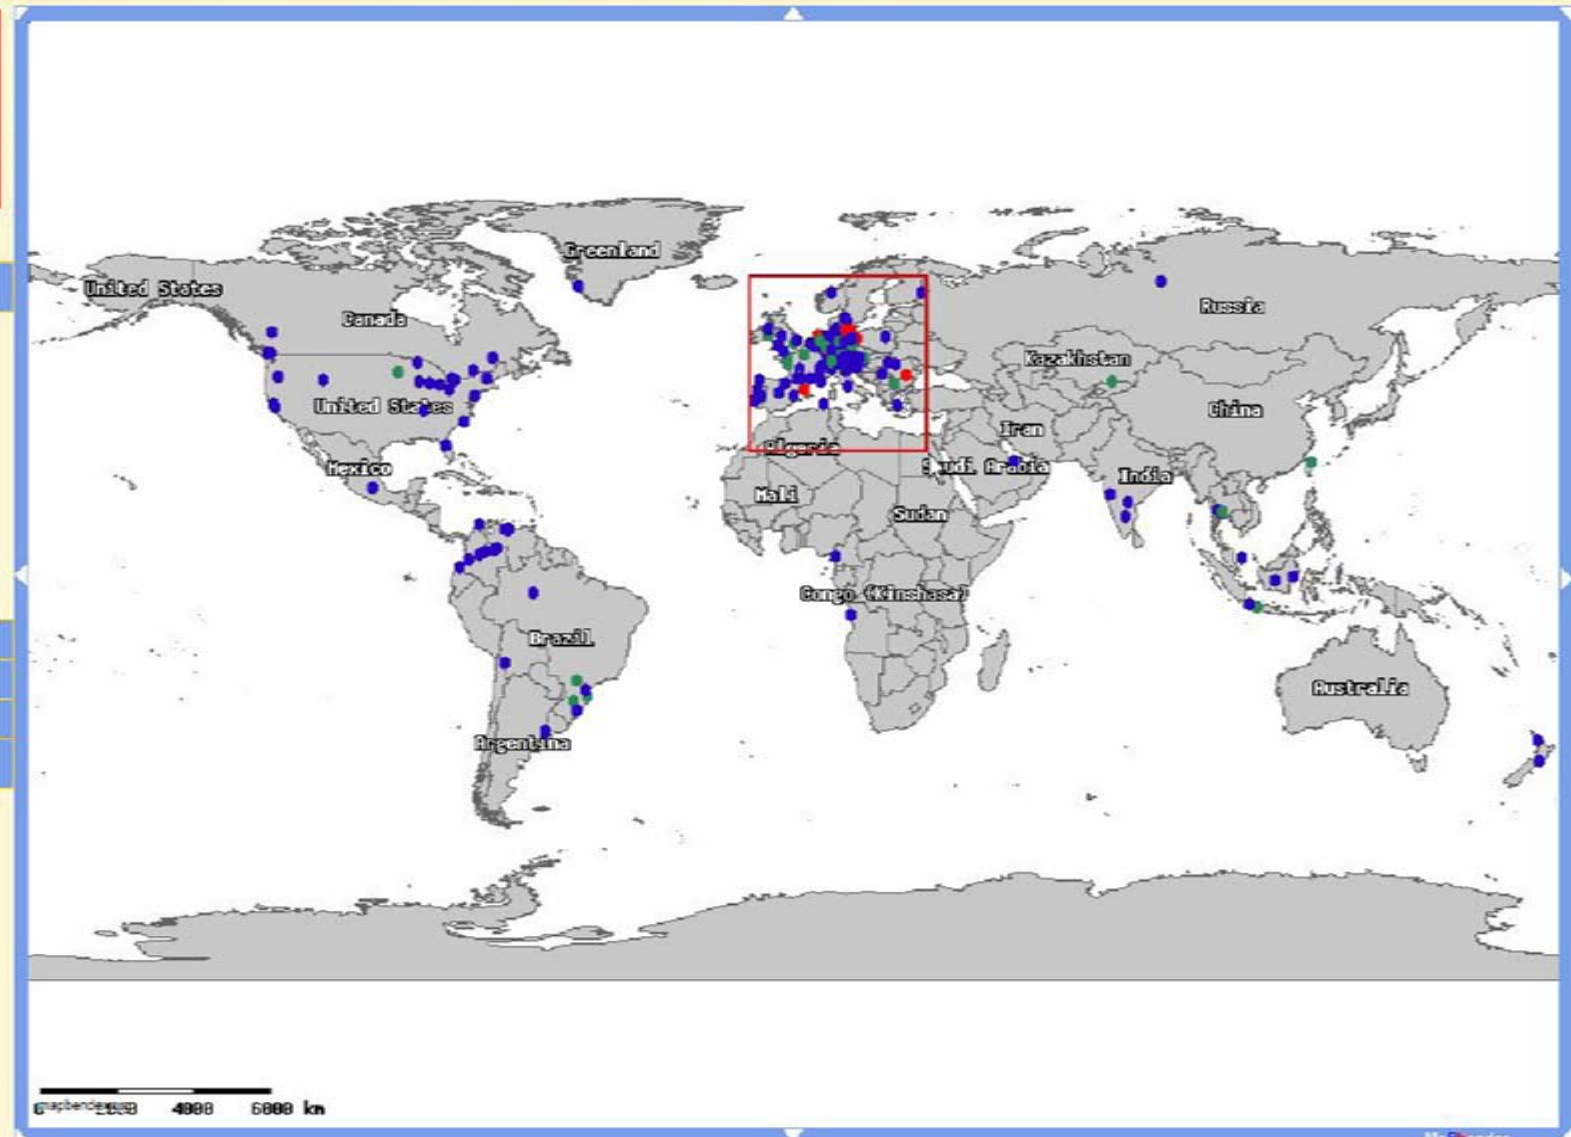 Greenland
United States
Russia
Canada
Kazakhstan
United States
China
Iran
Algeria
Mexico
Saudi Arabia
India
Mali
Sudan
Congo (Kinshasa)
Brazil
Australia
Argentina
4000 6000 km